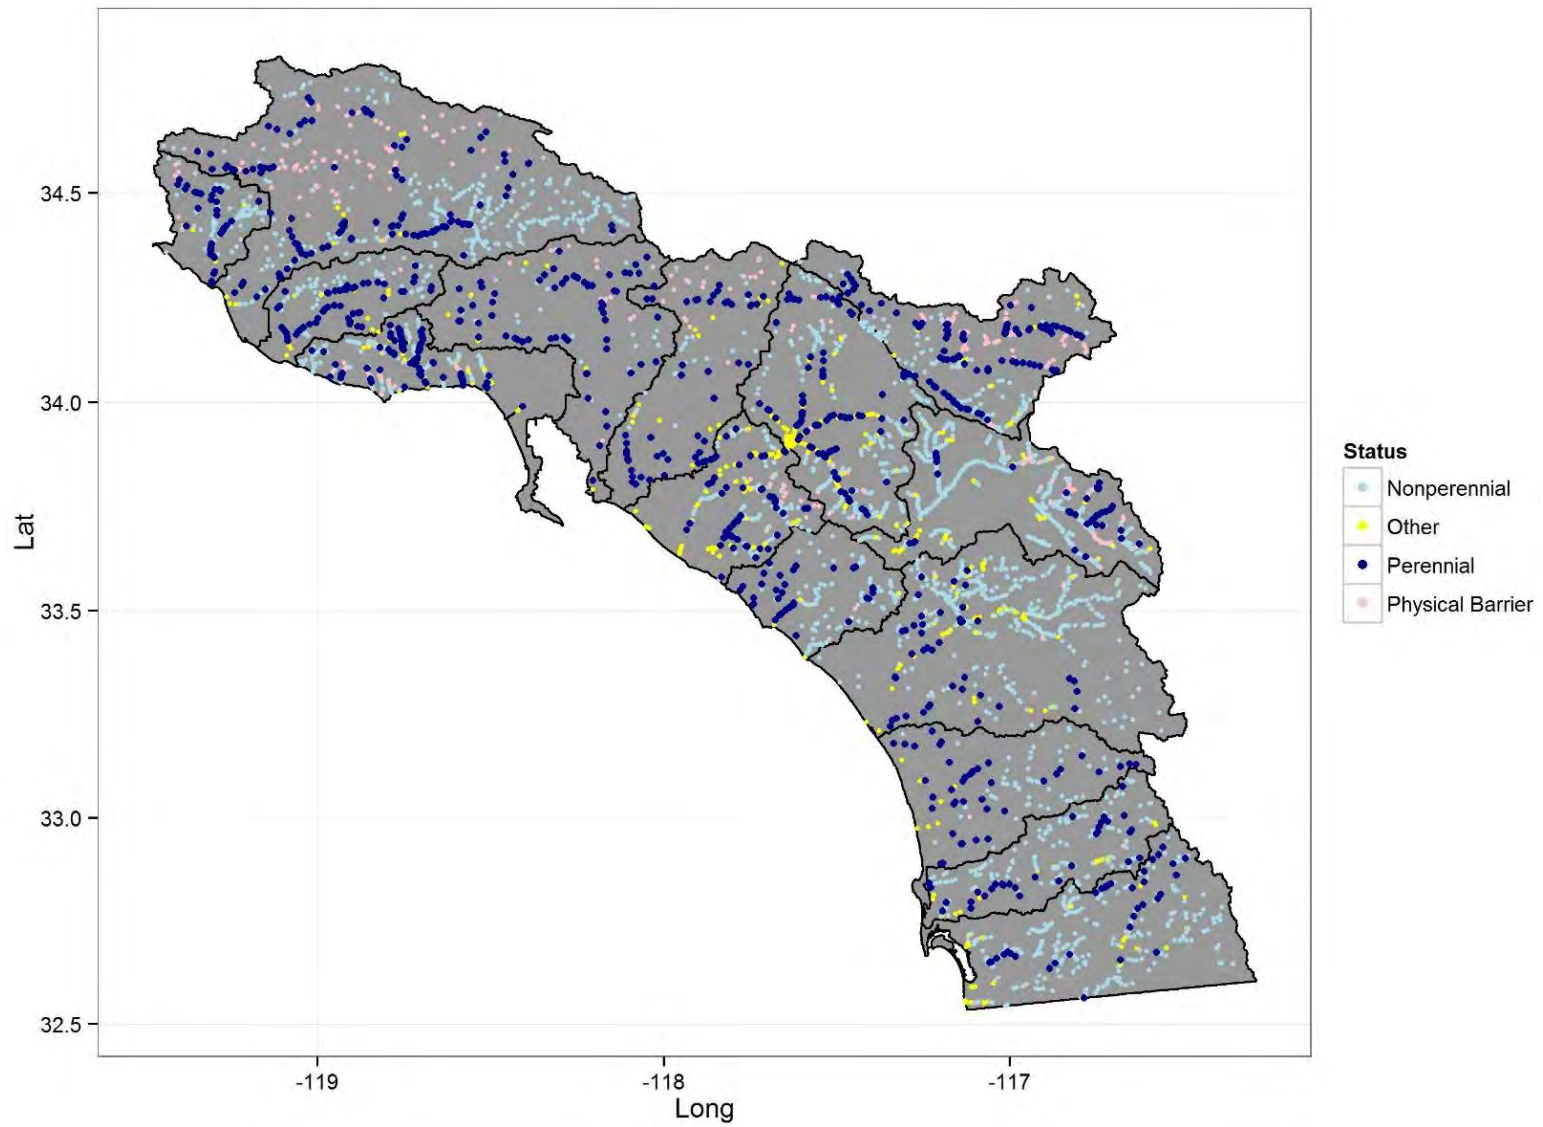 34.5
34.0
33.5
33.0
32.5
Lat
-119
-118
-117
Long
Status
Nonperennial
Other
Perennial
Physical Barrier